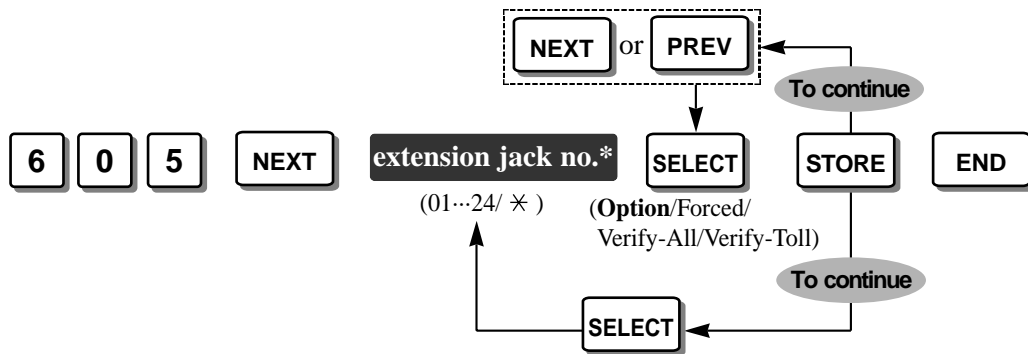 NEXT or PREV
To continue
6 0 5 NEXT extension jack no.* SELECT STORE END
(01···24/ ✳ )
(Option/Forced/
Verify-All/Verify-Toll)
To continue
SELECT